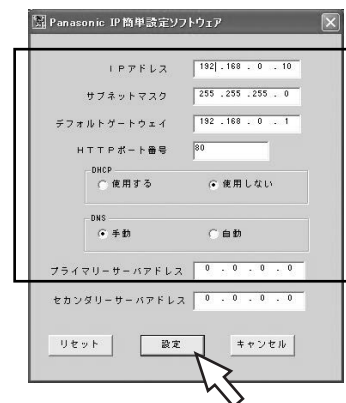 Panasonic IP簡単設定ソフトウェア
IPアドレス 192.168.0.10
サブネットマスク 255.255.255.0
デフォルトゲートウェイ 192.168.0.1
HTTPポート番号 80
DHCP
使用する 使用しない
DNS
手動 自動
プライマリーサーバアドレス 0.0.0.0
セカンダリーサーバアドレス 0.0.0.0
リセット 設定 キャンセル